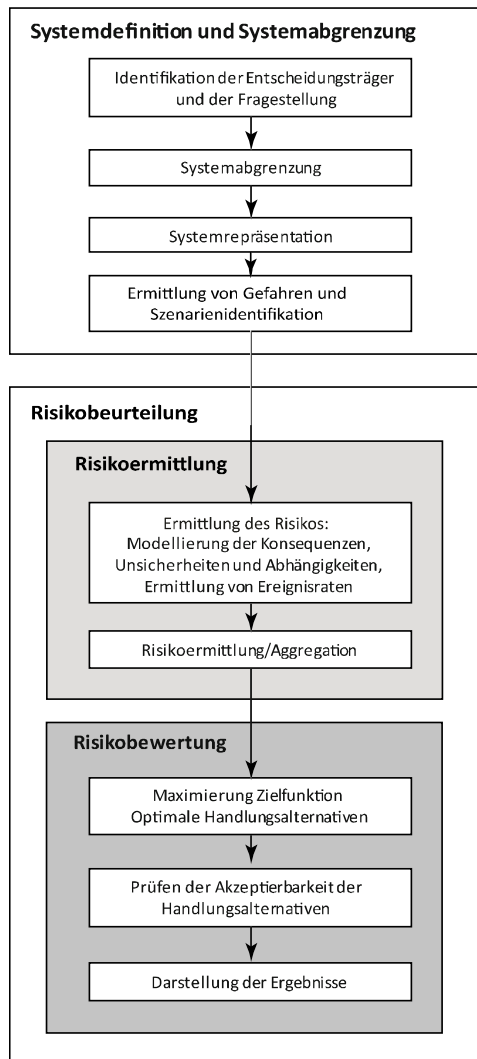 Systemdefinition und Systemabgrenzung
Identifikation der Entscheidungsträger
und der Fragestellung
Systemabgrenzung
Systemrepräsentation
Ermittlung von Gefahren und
Szenarienidentifikation
Risikobeurteilung
Risikoermittlung
Ermittlung des Risikos:
Modellierung der Konsequenzen,
Unsicherheiten und Abhängigkeiten,
Ermittlung von Ereignisraten
Risikoermittlung/Aggregation
Risikobewertung
Maximierung Zielfunktion
Optimale Handlungsalternativen
Prüfen der Akzeptierbarkeit der
Handlungsalternativen
Darstellung der Ergebnisse